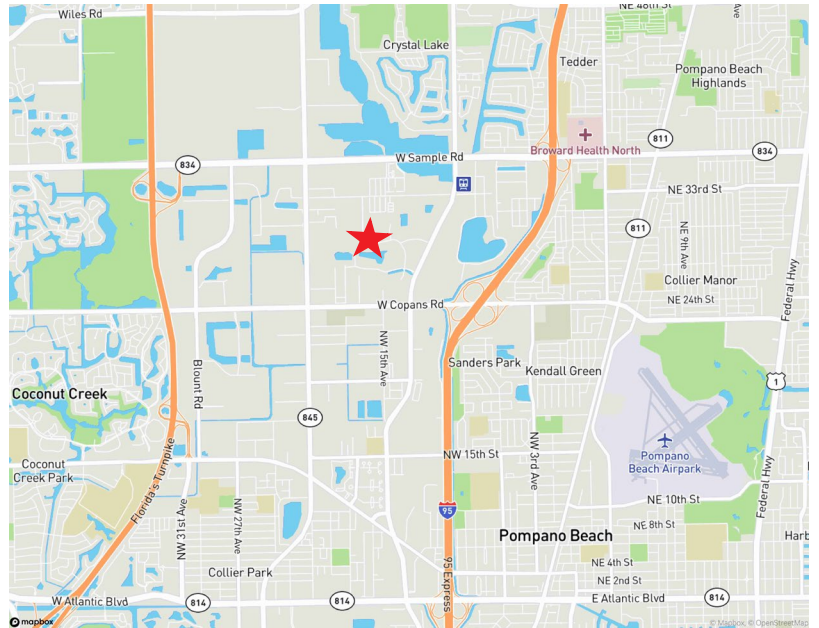 Wiles Rd
NE 48th St
Ave
Crystal Lake
Tedder
Pompano Beach
Highlands
811
Broward Health North
834
W Sample Rd
834
NE 33rd St
811
NE 9th Ave
Collier Manor
NE 24th St
Federal Hwy
W Copans Rd
NW 15th Ave
Sanders Park
Kendall Green
Blount Rd
1
Coconut Creek
845
Pompano
Beach Airpark
NW 3rd Ave
NW 15th St
Coconut
Creek Park
Florida's Turnpike
NW 31st Ave
NW 27th Ave
95
NE 10th St
Federal Hwy
NE 8th St
Pompano Beach
Harb
95 Express
NE 4th St
NE 2nd St
Collier Park
W Atlantic Blvd
814
814
E Atlantic Blvd
814
mapbox
© Mapbox, © OpenStreetMap